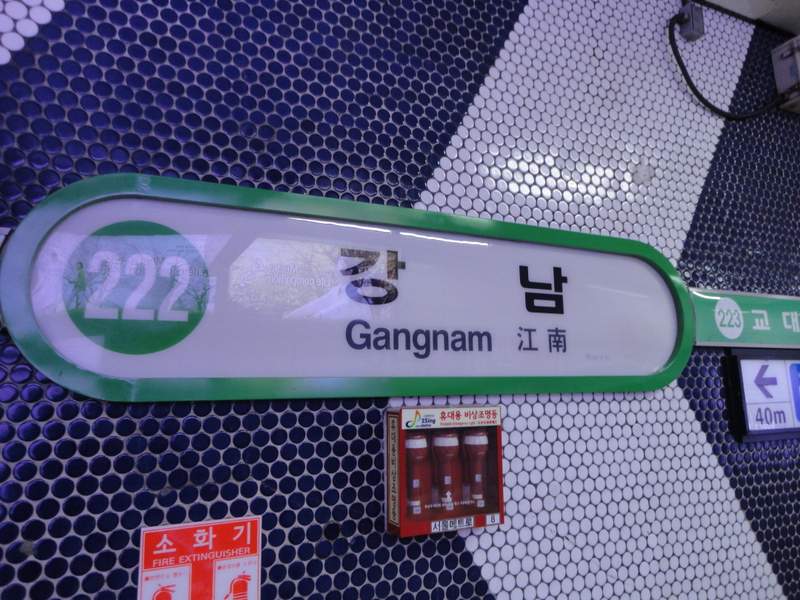 222
강남
Gangnam 江南
223 교대
40m
휴대용 비상조명등
서울메트로 8
소화기
FIRE EXTINGUISHER